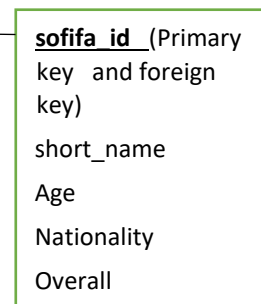 sofifa_id (Primary
key and foreign
key)
short_name
Age
Nationality
Overall